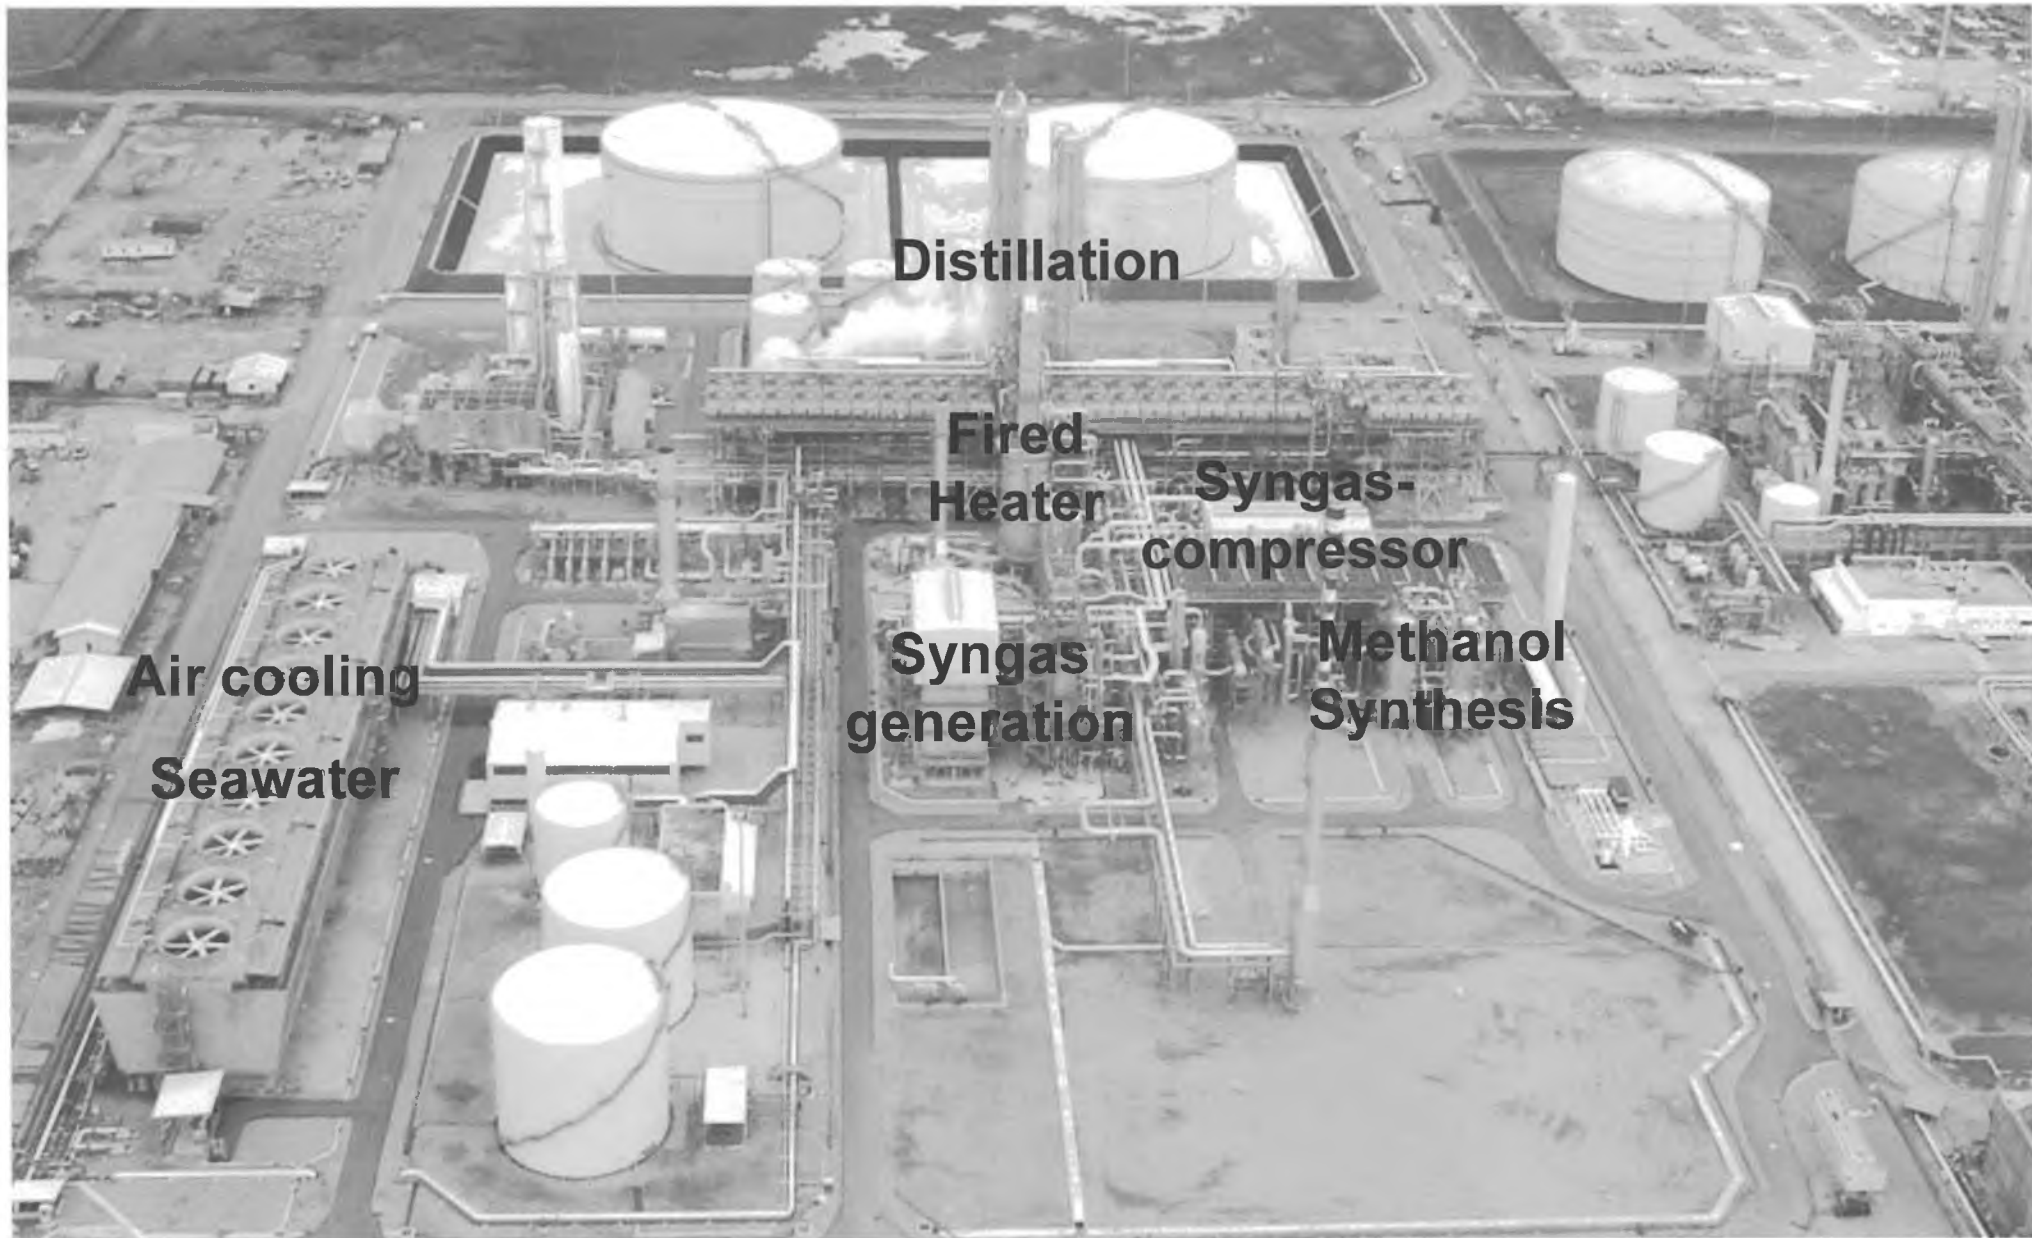 Distillation
Fired
Heater
Syngas-
compressor
Syngas
generation
Methanol
Synthesis
Air cooling
Seawater